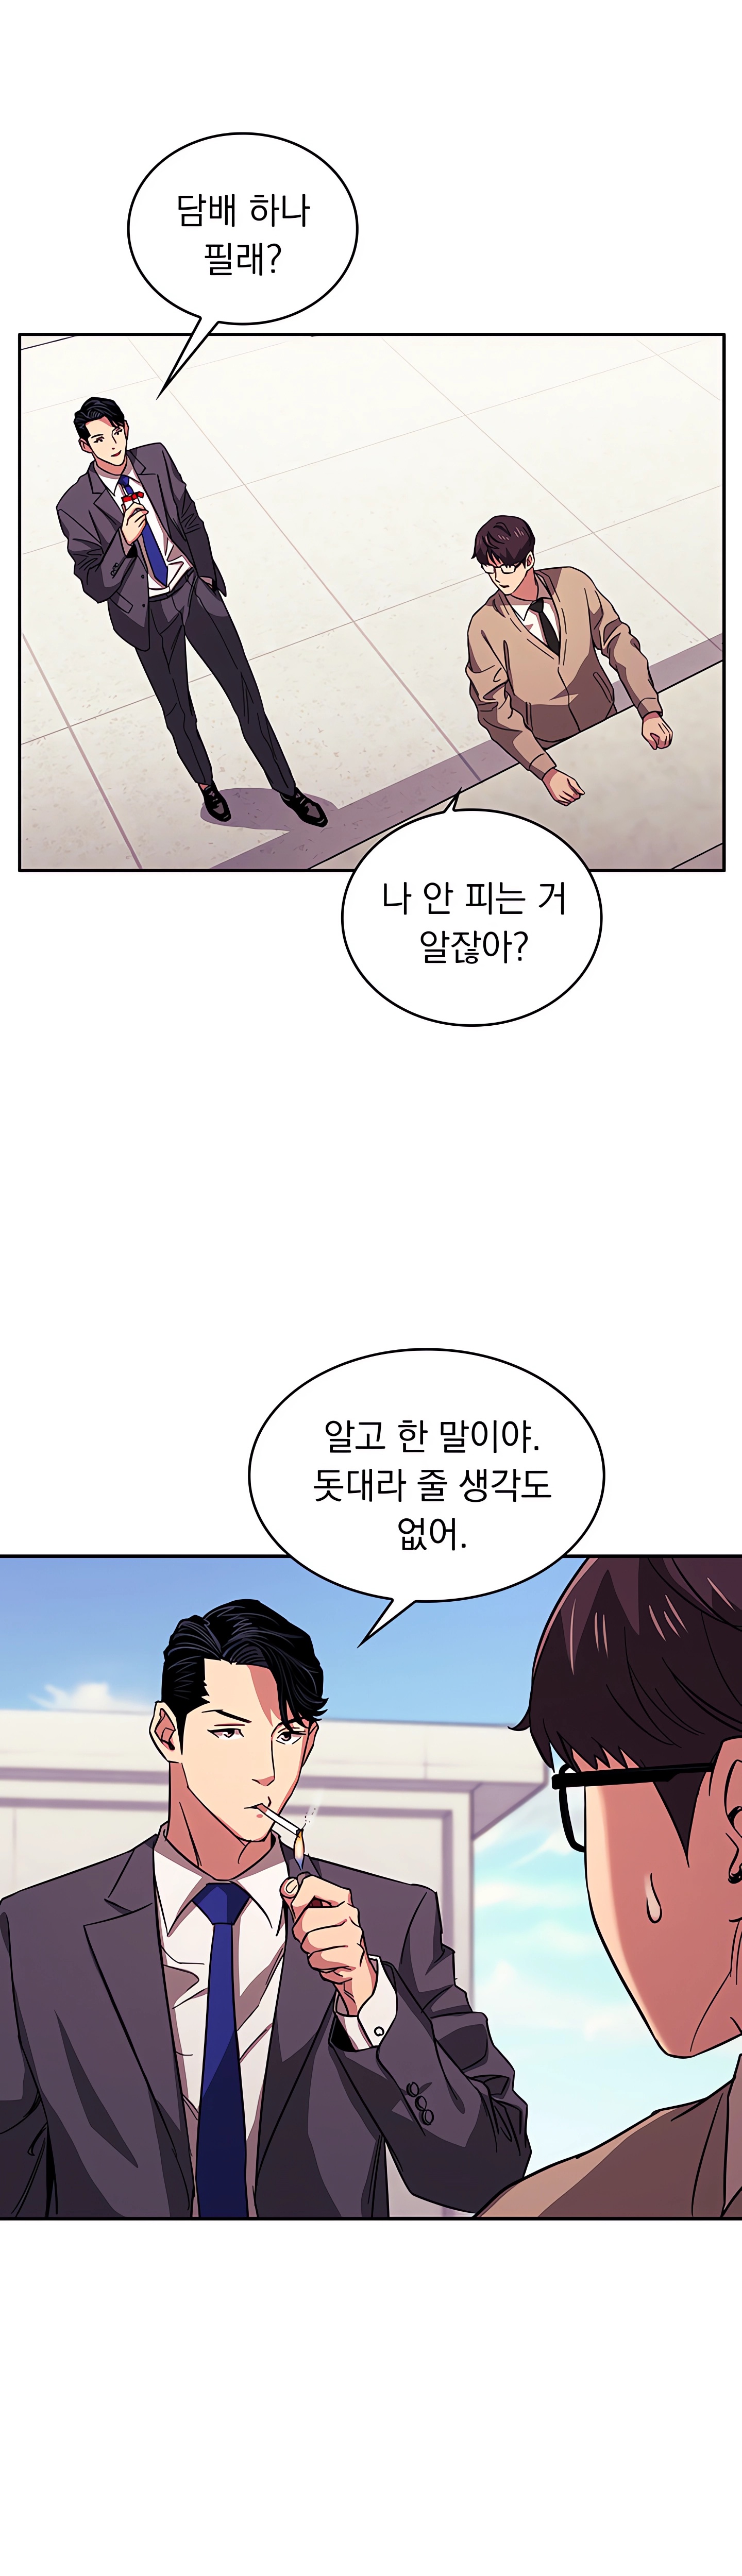 담배 하나
필래?
나 안 피는 거
알잖아?
알고 한 말이야.
돗대라 줄 생각도
없어.